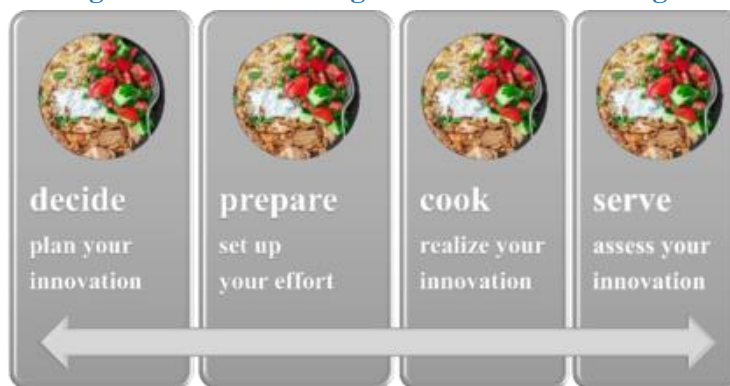 decide
plan your
innovation
prepare
set up
your effort
cook
realize your
innovation
serve
assess your
innovation